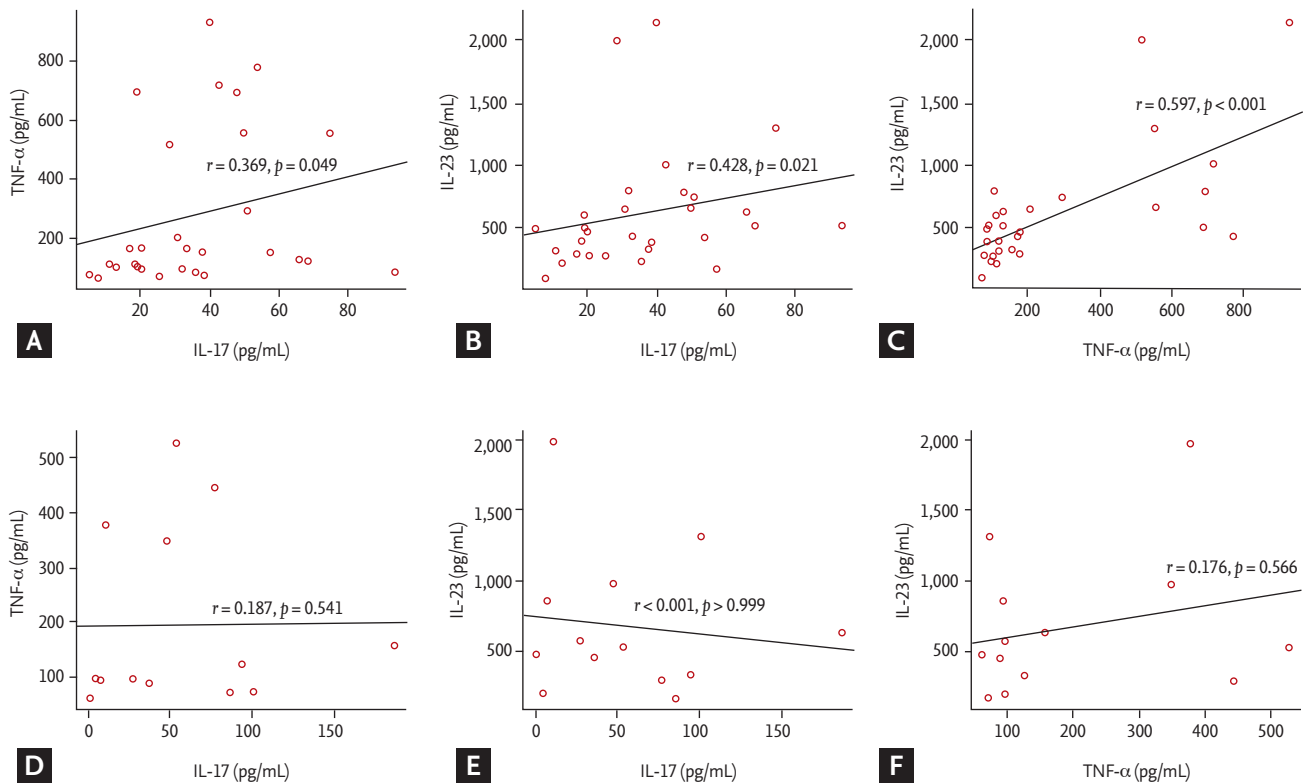 TNF-α (pg/mL)
800
600
400
200
r = 0.369, p = 0.049
20
40
60
80
A
IL-17 (pg/mL)
IL-23 (pg/mL)
2,000
1,500
1,000
500
r = 0.428, p = 0.021
20
40
60
80
B
IL-17 (pg/mL)
IL-23 (pg/mL)
2,000
1,500
1,000
500
r = 0.597, p < 0.001
200
400
600
800
C
TNF-α (pg/mL)
TNF-α (pg/mL)
500
400
300
200
100
r = 0.187, p = 0.541
0
50
100
150
D
IL-17 (pg/mL)
IL-23 (pg/mL)
2,000
1,500
1,000
500
r < 0.001, p > 0.999
0
50
100
150
E
IL-17 (pg/mL)
IL-23 (pg/mL)
2,000
1,500
1,000
500
r = 0.176, p = 0.566
100
200
300
400
500
F
TNF-α (pg/mL)